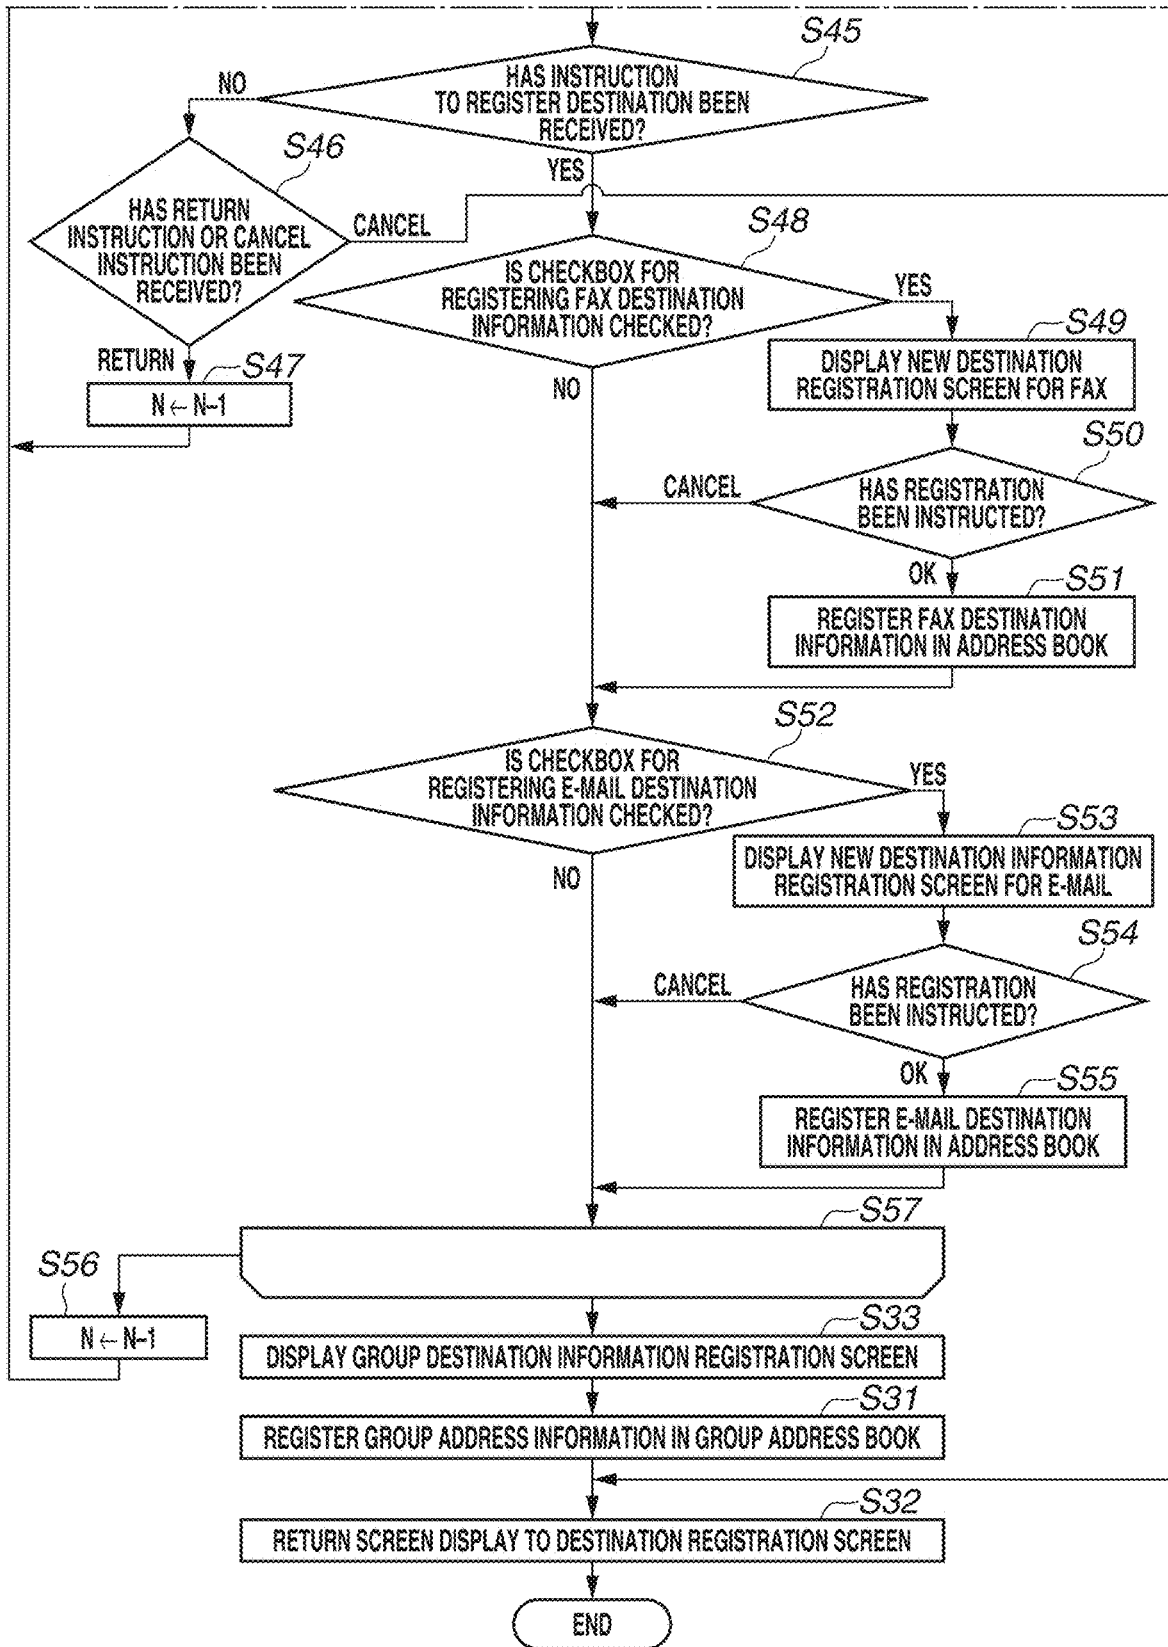 S45
HAS INSTRUCTION
TO REGISTER DESTINATION BEEN
RECEIVED?
NO
YES
S46
HAS RETURN
INSTRUCTION OR CANCEL
INSTRUCTION BEEN
RECEIVED?
CANCEL
RETURN
S47
N ← N–1
S48
IS CHECKBOX FOR
REGISTERING FAX DESTINATION
INFORMATION CHECKED?
YES
NO
S49
DISPLAY NEW DESTINATION
REGISTRATION SCREEN FOR FAX
S50
HAS REGISTRATION
BEEN INSTRUCTED?
CANCEL
OK
S51
REGISTER FAX DESTINATION
INFORMATION IN ADDRESS BOOK
S52
IS CHECKBOX FOR
REGISTERING E-MAIL DESTINATION
INFORMATION CHECKED?
YES
NO
S53
DISPLAY NEW DESTINATION INFORMATION
REGISTRATION SCREEN FOR E-MAIL
S54
HAS REGISTRATION
BEEN INSTRUCTED?
CANCEL
OK
S55
REGISTER E-MAIL DESTINATION
INFORMATION IN ADDRESS BOOK
S57
S56
N ← N–1
S33
DISPLAY GROUP DESTINATION INFORMATION REGISTRATION SCREEN
S31
REGISTER GROUP ADDRESS INFORMATION IN GROUP ADDRESS BOOK
S32
RETURN SCREEN DISPLAY TO DESTINATION REGISTRATION SCREEN
END